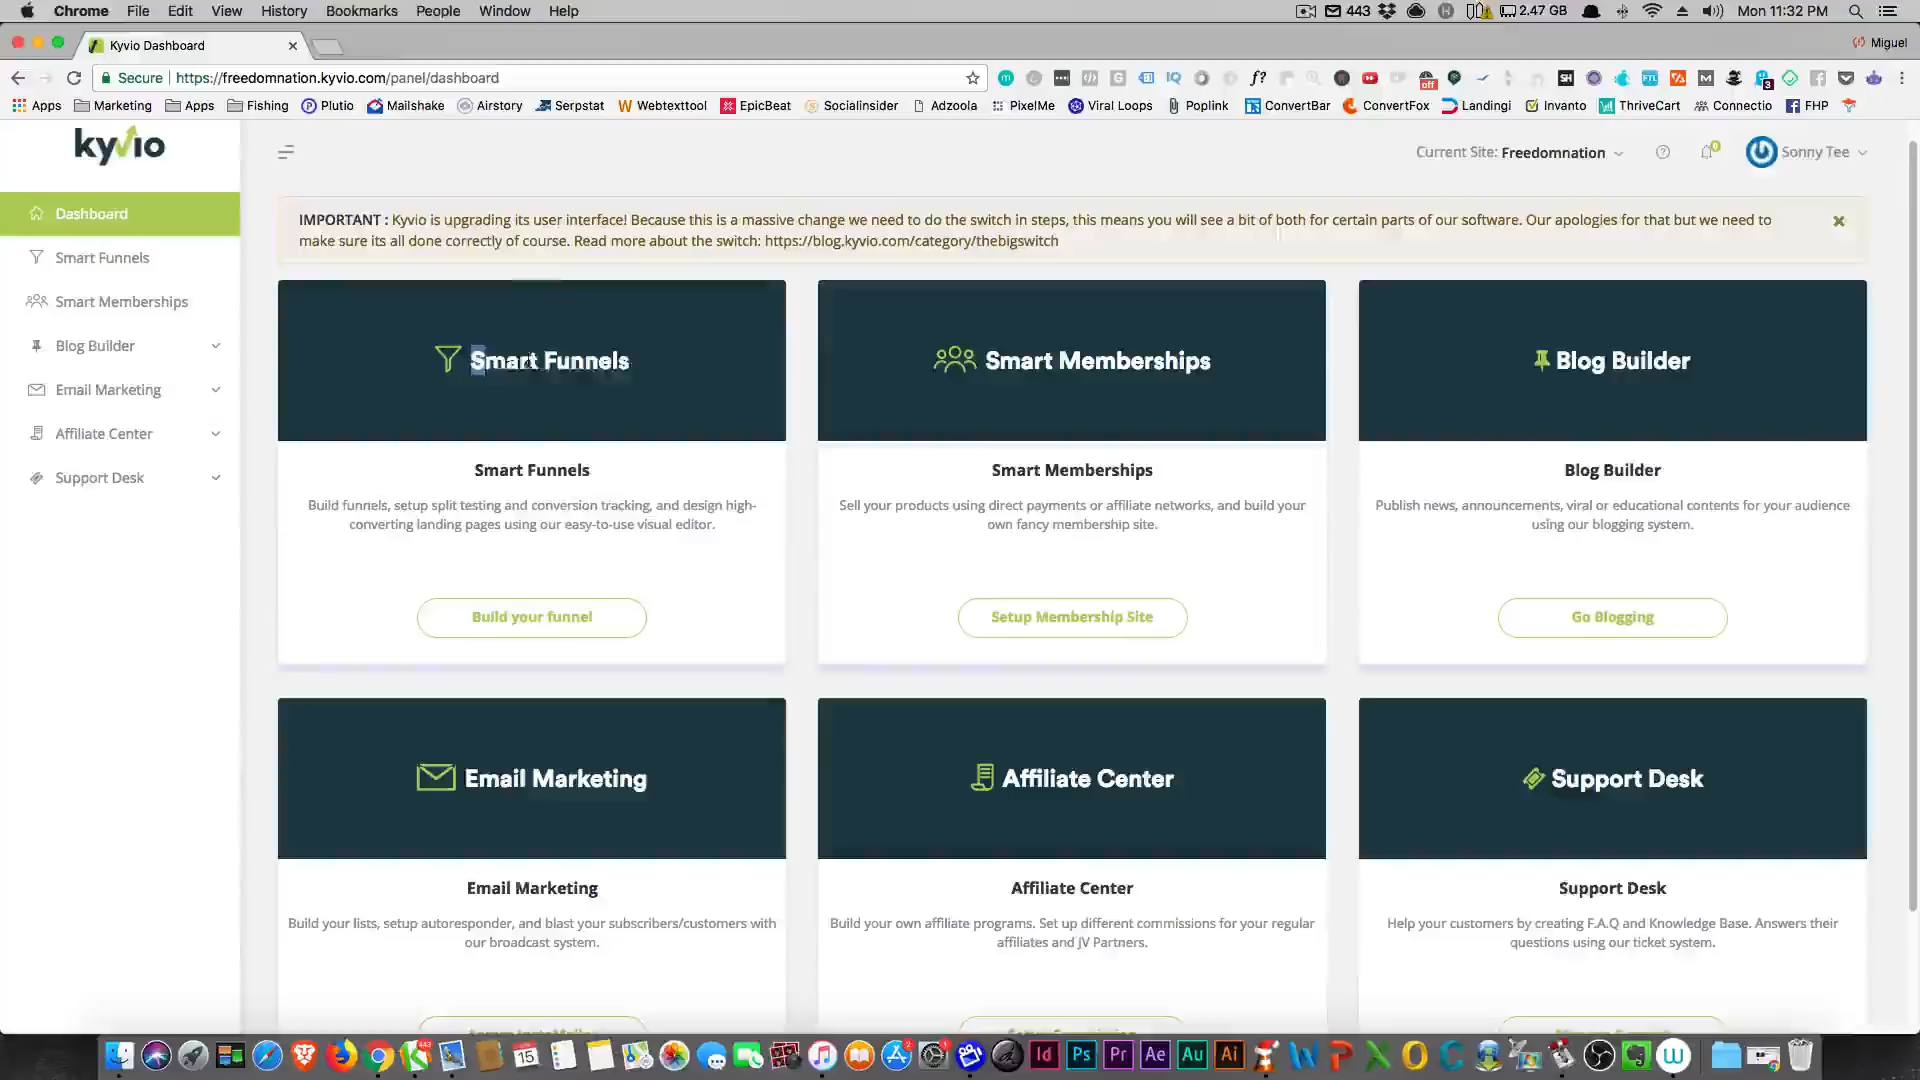 Chrome File Edit View History Bookmarks People Window Help
443 2.47 GB Mon 11:32 PM
Kyvio Dashboard
Miguel
Secure https://freedomnation.kyvio.com/panel/dashboard
Apps Marketing Apps Fishing Plutio Mailshake Airstory Serpstat Webtexttool EpicBeat Socialinsider Adzoola PixelMe Viral Loops Poplink ConvertBar ConvertFox Landingi Invanto ThriveCart Connectio FHP
kyvio
Current Site: Freedomnation
Sonny Tee
Dashboard
Smart Funnels
Smart Memberships
Blog Builder
Email Marketing
Affiliate Center
Support Desk
IMPORTANT : Kyvio is upgrading its user interface! Because this is a massive change we need to do the switch in steps, this means you will see a bit of both for certain parts of our software. Our apologies for that but we need to
make sure its all done correctly of course. Read more about the switch: https://blog.kyvio.com/category/thebigswitch
Smart Funnels
Smart Funnels
Build funnels, setup split testing and conversion tracking, and design high-
converting landing pages using our easy-to-use visual editor.
Build your funnel
Smart Memberships
Smart Memberships
Sell your products using direct payments or affiliate networks, and build your
own fancy membership site.
Setup Membership Site
Blog Builder
Blog Builder
Publish news, announcements, viral or educational contents for your audience
using our blogging system.
Go Blogging
Email Marketing
Email Marketing
Build your lists, setup autoresponder, and blast your subscribers/customers with
our broadcast system.
Affiliate Center
Affiliate Center
Build your own affiliate programs. Set up different commissions for your regular
affiliates and JV Partners.
Support Desk
Support Desk
Help your customers by creating F.A.Q and Knowledge Base. Answers their
questions using our ticket system.
443 15 2 Id Ps Pr Ae Au Ai